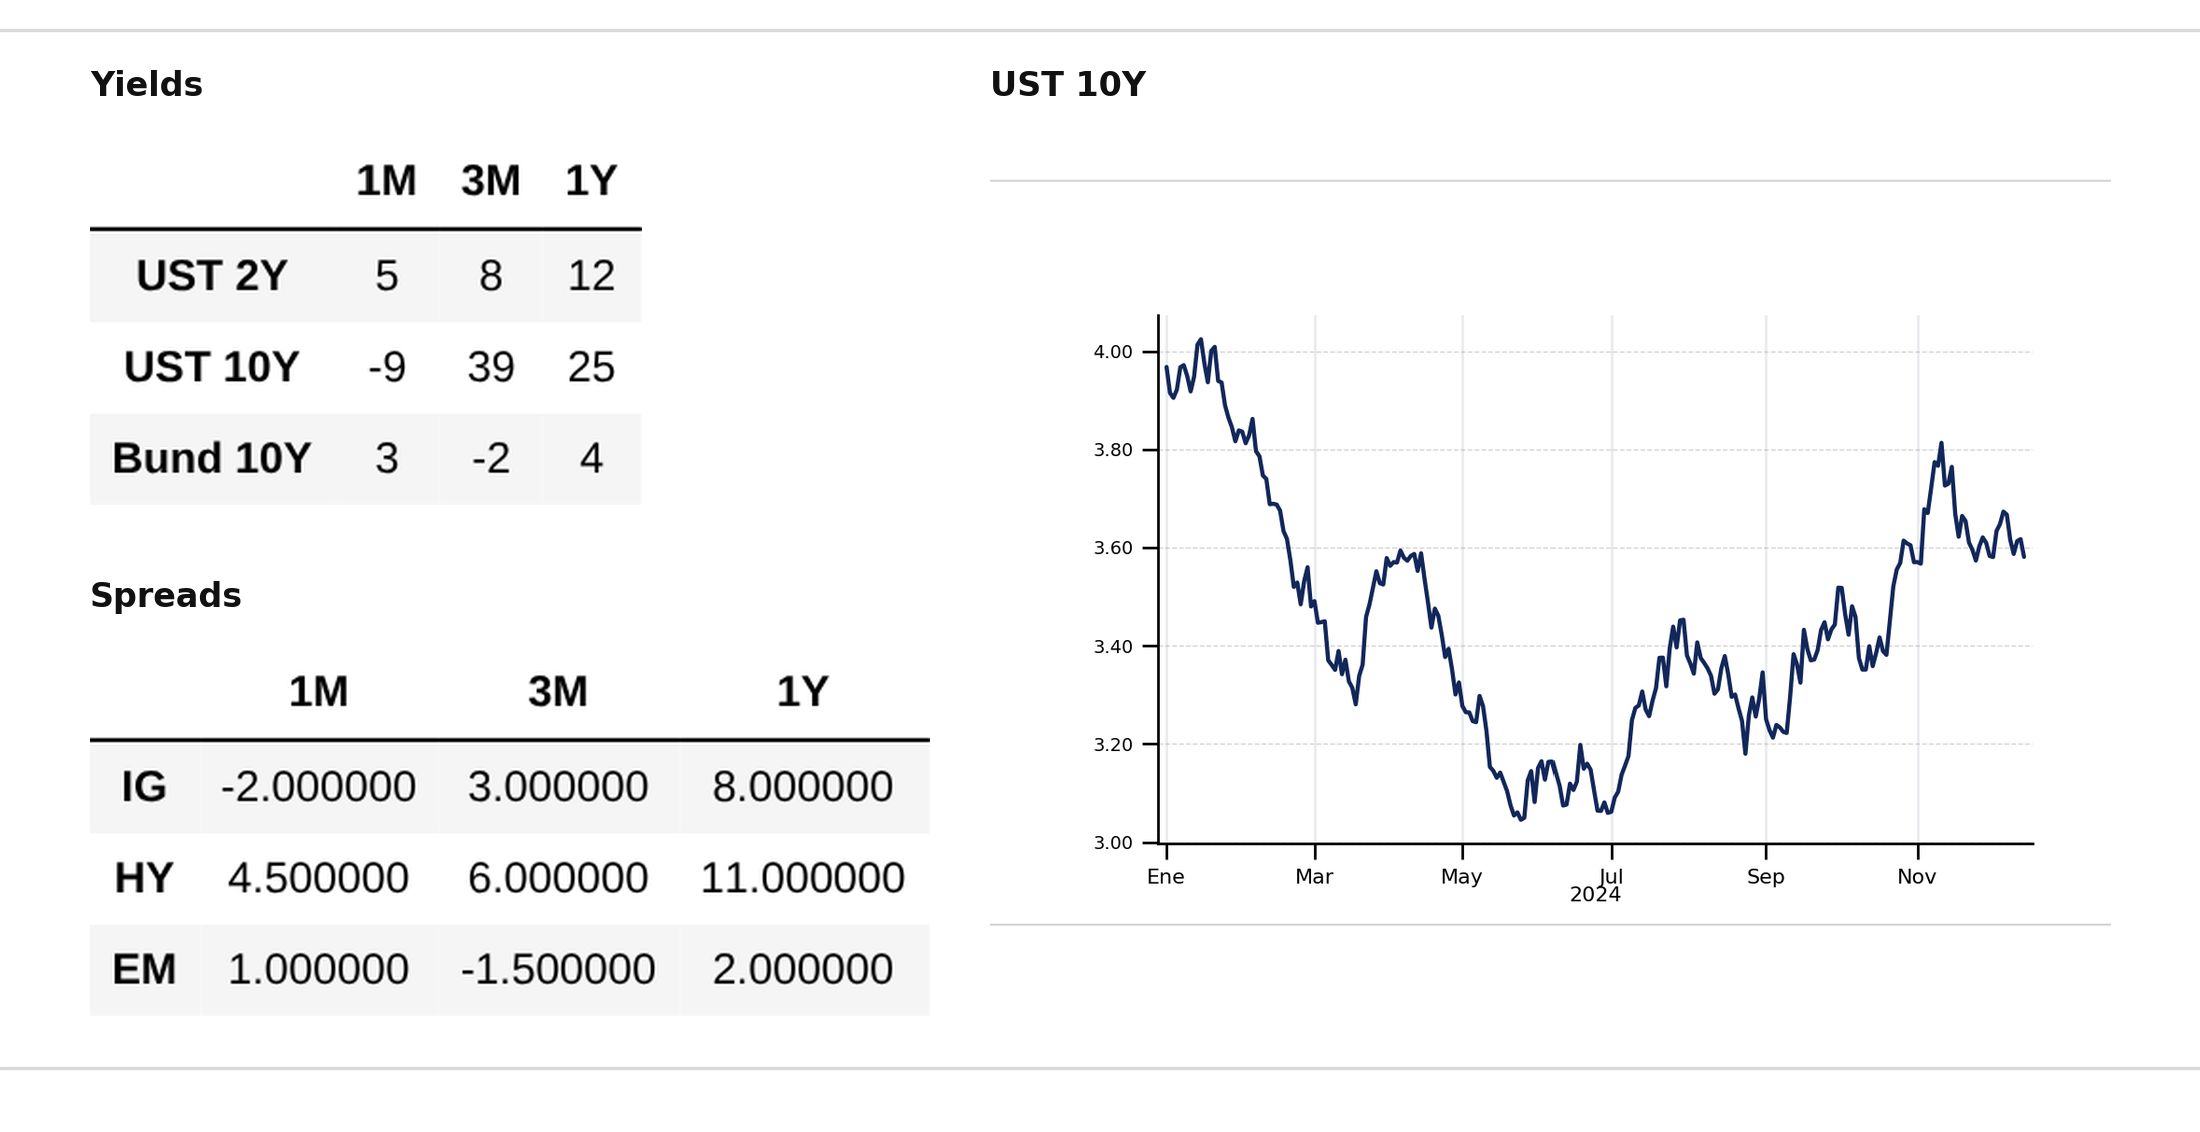 Yields
1M 3M 1Y
UST 2Y 5 8 12
UST 10Y -9 39 25
Bund 10Y 3 -2 4
Spreads
1M 3M 1Y
IG -2.000000 3.000000 8.000000
HY 4.500000 6.000000 11.000000
EM 1.000000 -1.500000 2.000000
UST 10Y
4.00
3.80
3.60
3.40
3.20
3.00
Ene Mar May Jul Sep Nov
2024